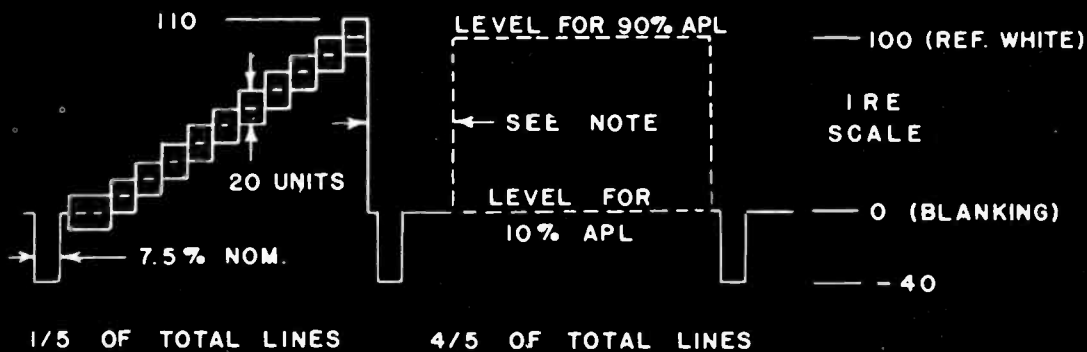 110
LEVEL FOR 90% APL
100 (REF. WHITE)
IRE
SCALE
SEE NOTE
20 UNITS
LEVEL FOR
10% APL
0 (BLANKING)
7.5% NOM.
-40
1/5 OF TOTAL LINES
4/5 OF TOTAL LINES